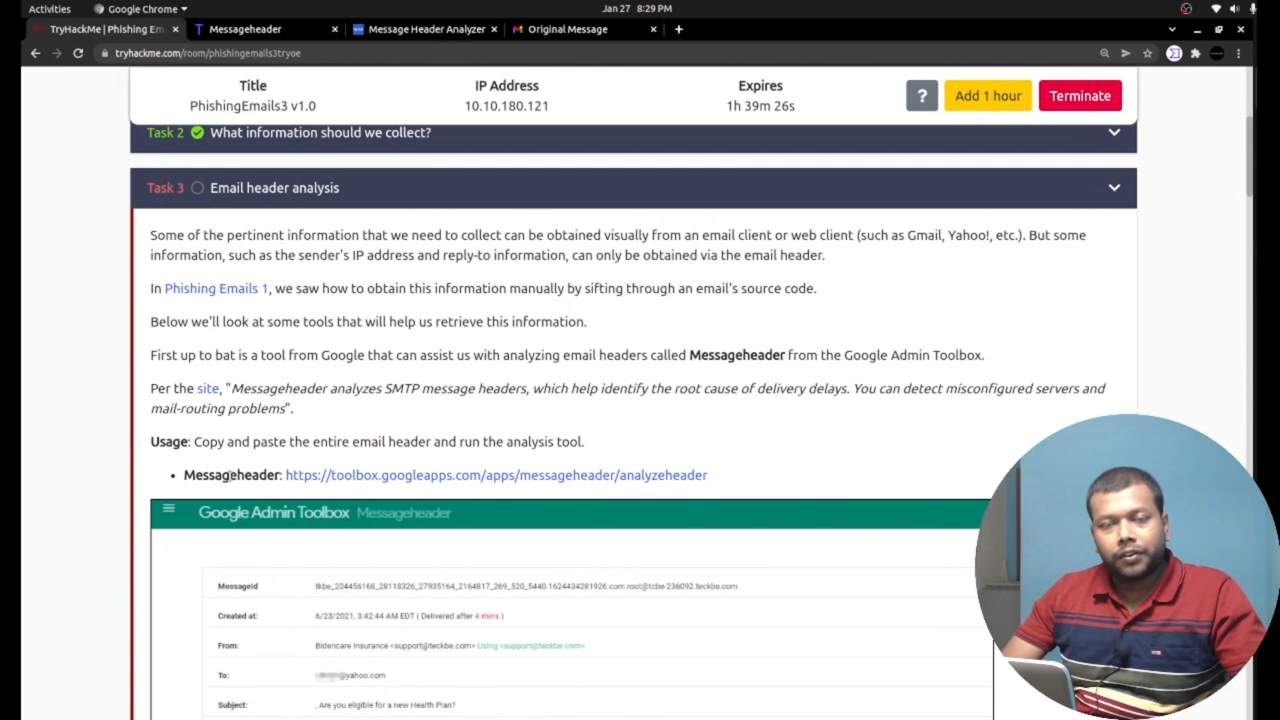 Activities
Google Chrome
Jan 27 8:29 PM
TryHackMe | Phishing Em
Messageheader
Message Header Analyzer
Original Message
tryhackme.com/room/phishingemails3tryoe
Title
IP Address
Expires
PhishingEmails3 v1.0
10.10.180.121
1h 39m 26s
?
Add 1 hour
Terminate
Task 2 What information should we collect?
Task 3 Email header analysis
Some of the pertinent information that we need to collect can be obtained visually from an email client or web client (such as Gmail, Yahoo!, etc.). But some
information, such as the sender's IP address and reply-to information, can only be obtained via the email header.
In Phishing Emails 1, we saw how to obtain this information manually by sifting through an email's source code.
Below we'll look at some tools that will help us retrieve this information.
First up to bat is a tool from Google that can assist us with analyzing email headers called Messageheader from the Google Admin Toolbox.
Per the site, "Messageheader analyzes SMTP message headers, which help identify the root cause of delivery delays. You can detect misconfigured servers and
mail-routing problems".
Usage: Copy and paste the entire email header and run the analysis tool.
• Messageheader: https://toolbox.googleapps.com/apps/messageheader/analyzeheader
Google Admin Toolbox Messageheader
MessageId tkbe_204456168_28118326_27935164_2164817_269_520_5440.1624434281926.com.root@tcbe-236092.teckbe.com
Created at: 6/23/2021, 3:42:44 AM EDT ( Delivered after 4 mins )
From: Bidencare Insurance <support@teckbe.com> Using <support@teckbe.com>
To: @yahoo.com
Subject: , Are you eligible for a new Health Plan?